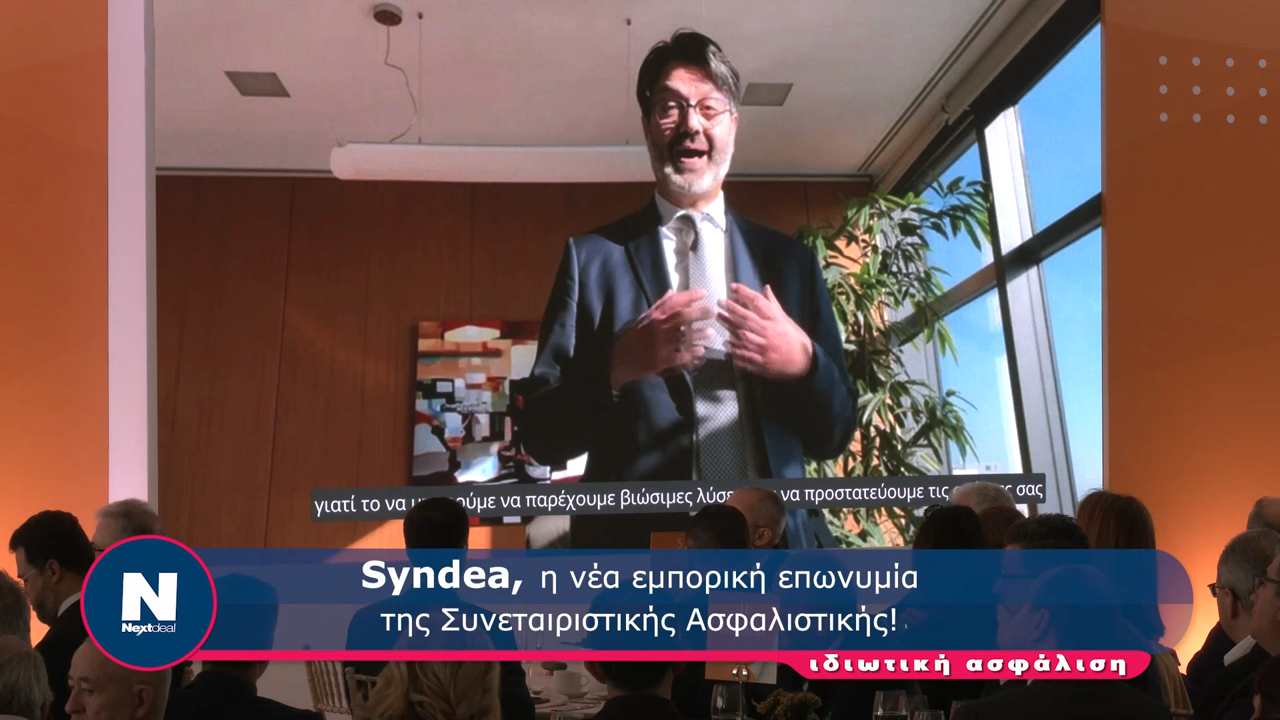 γιατί το να μπορούμε να παρέχουμε βιώσιμες λύσεις να προστατεύουμε τις σας
Syndea, η νέα εμπορική επωνυμία
της Συνεταιριστικής Ασφαλιστικής!
N
Nextdeal
ιδιωτική ασφάλιση